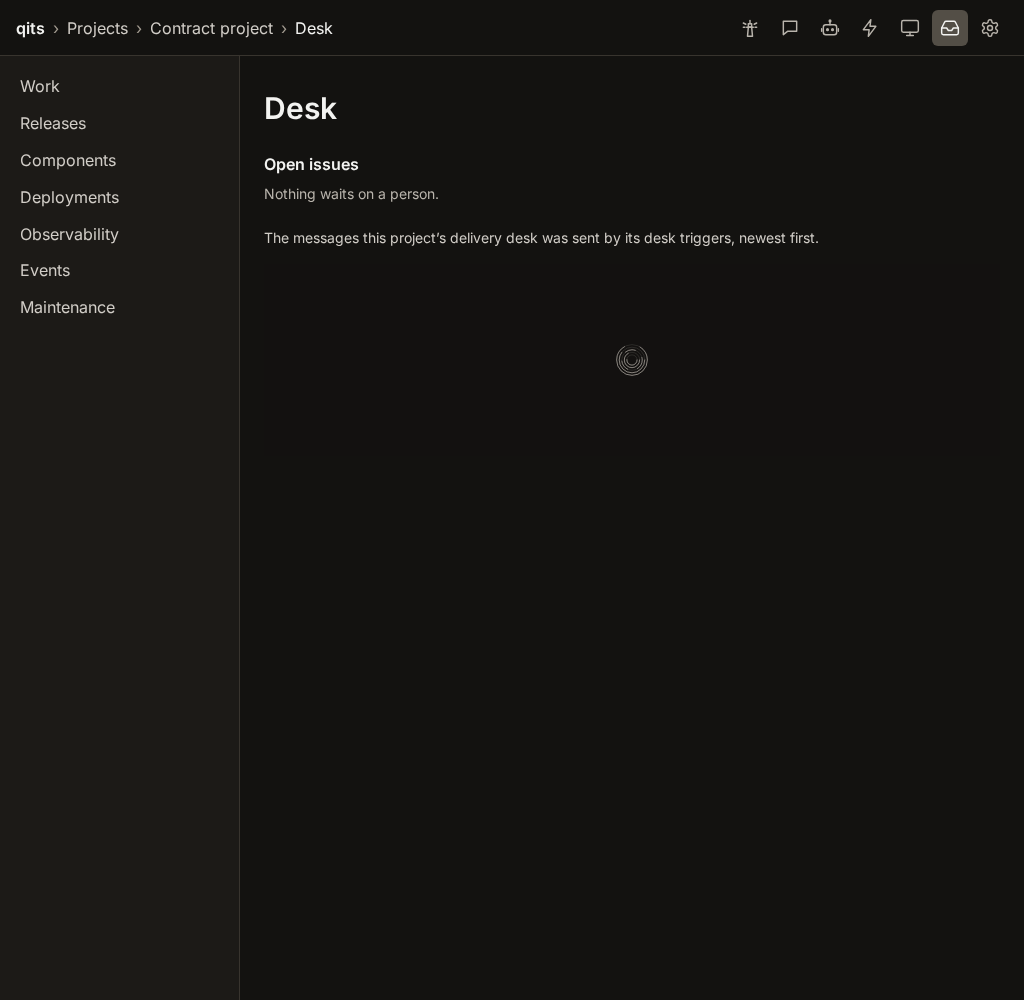 qits › Projects › Contract project › Desk
Work
Releases
Components
Deployments
Observability
Events
Maintenance
Desk
Open issues
Nothing waits on a person.
The messages this project’s delivery desk was sent by its desk triggers, newest first.